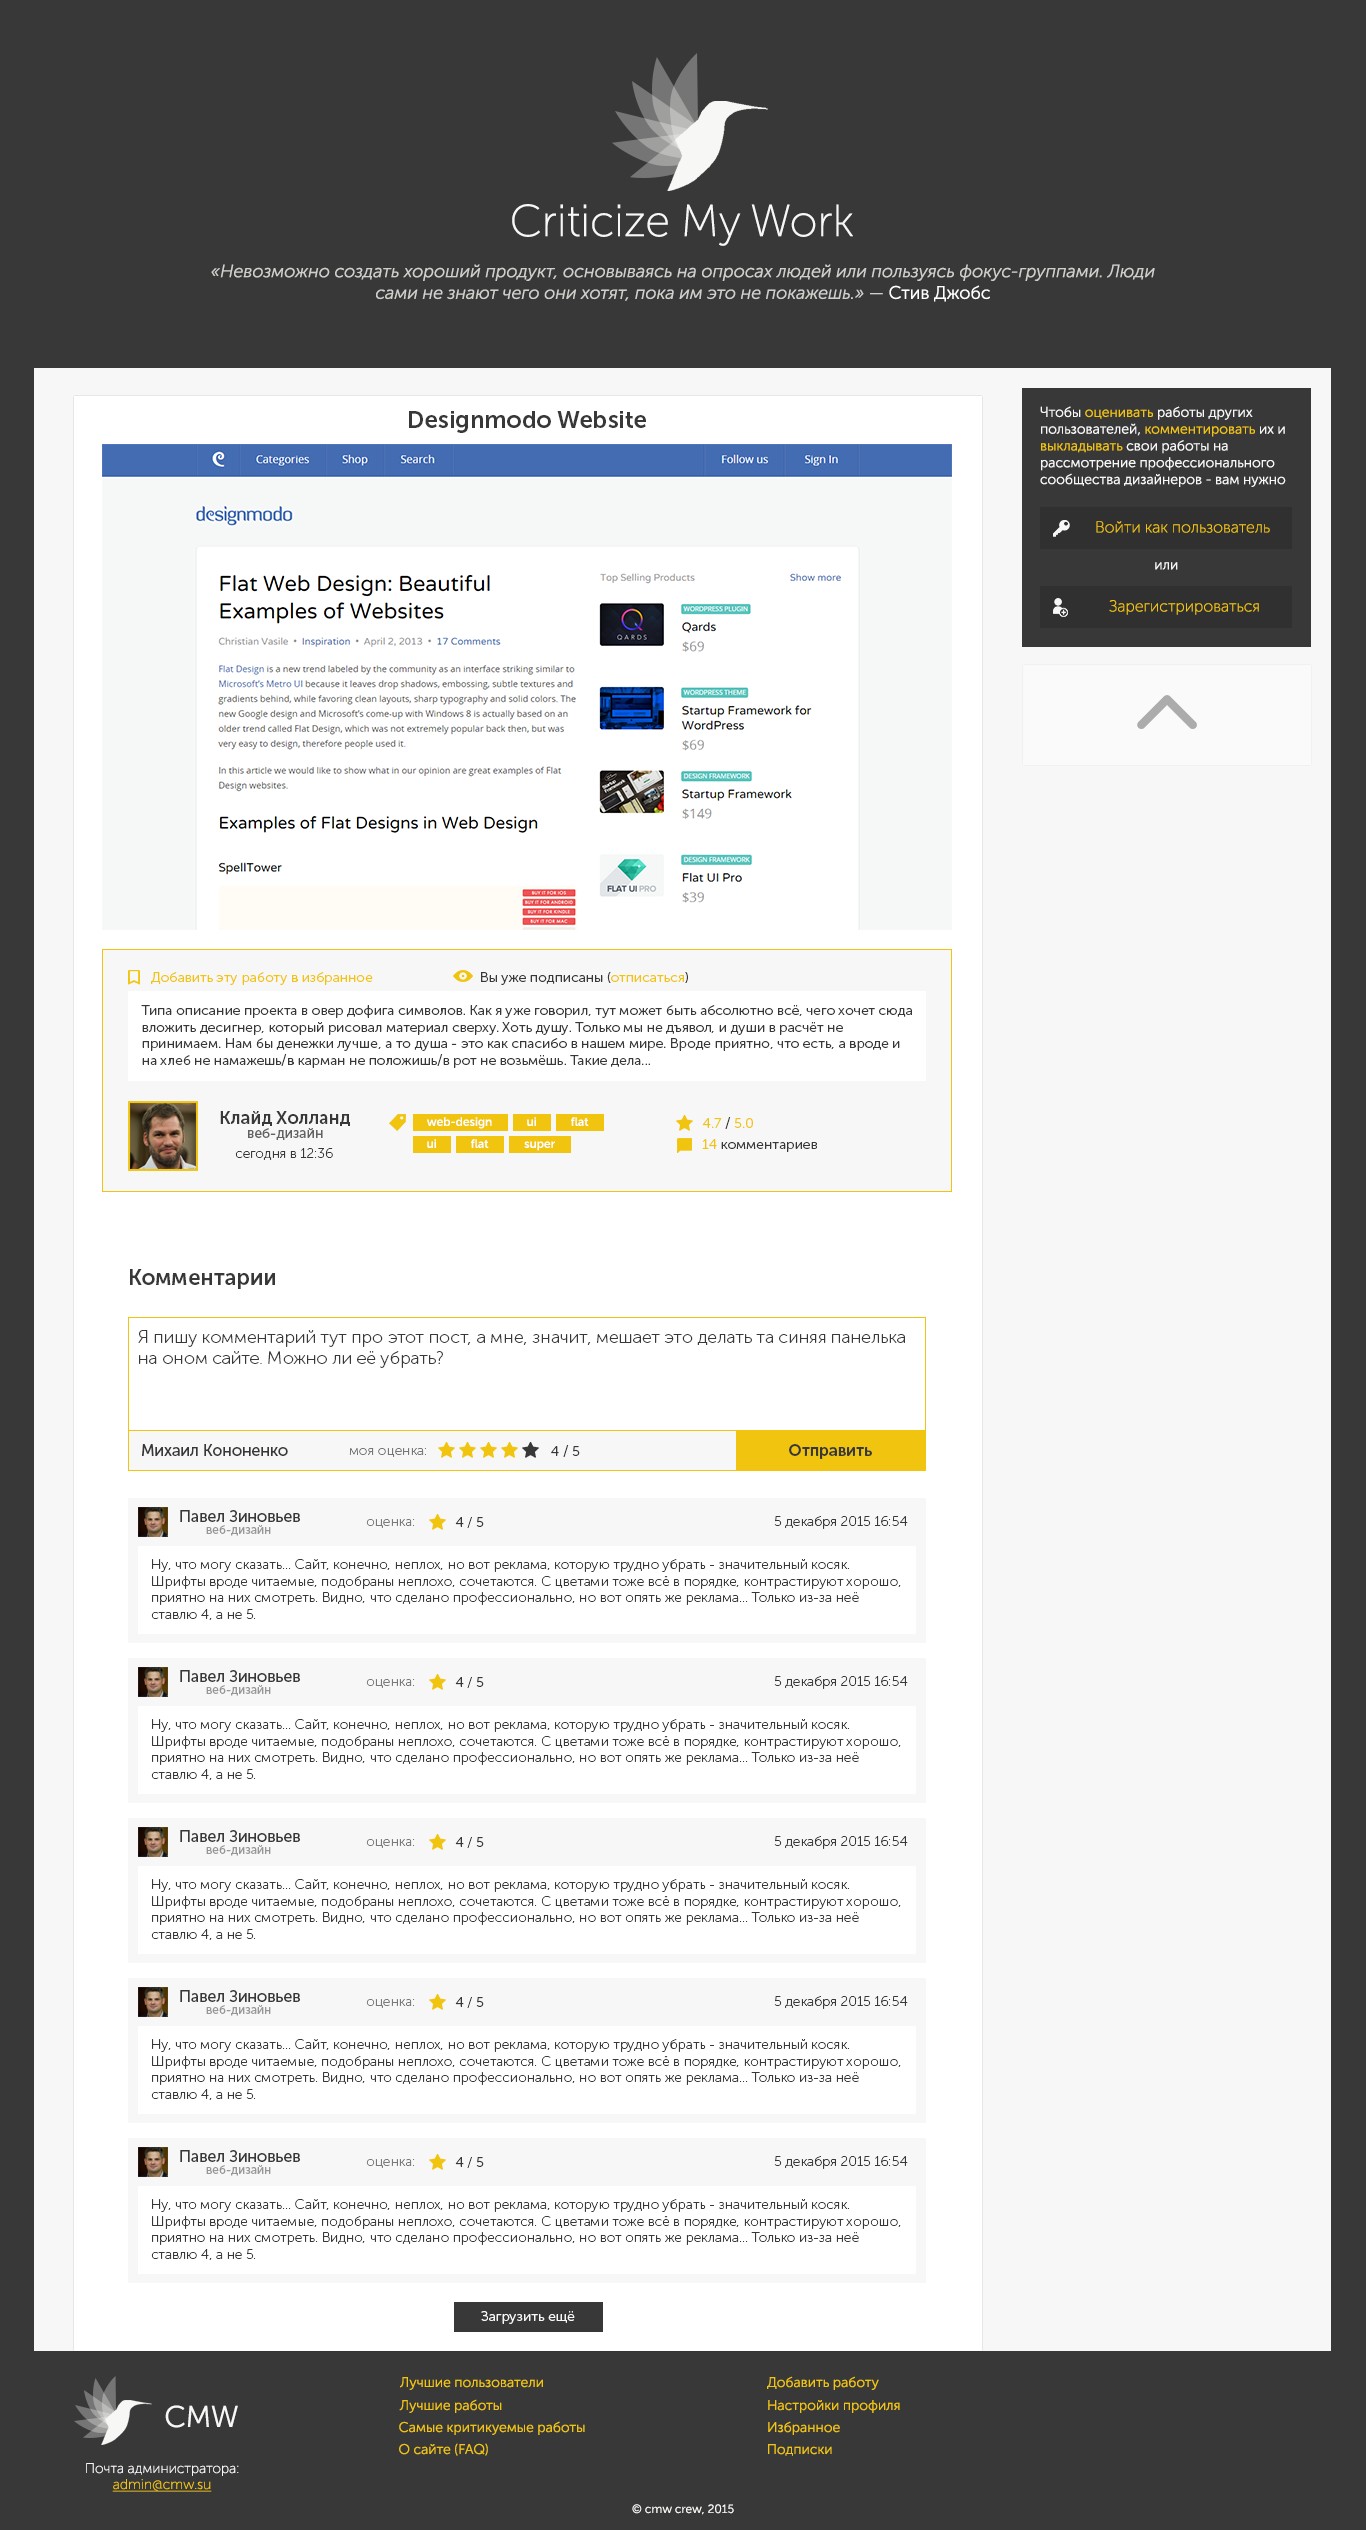 Criticize My Work
«Невозможно создать хороший продукт, основываясь на опросах людей или пользуясь фокус-группами. Люди
сами не знают чего они хотят, пока им это не покажешь.» — Стив Джобс
Designmodo Website
Categories Shop Search Follow us Sign In
designmodo
Flat Web Design: Beautiful
Examples of Websites
Christian Vasile • Inspiration • April 2, 2013 • 17 Comments
Flat Design is a new trend labeled by the community as an interface striking similar to
Microsoft's Metro UI because it leaves drop shadows, embossing, subtle textures and
gradients behind, while favoring clean layouts, sharp typography and solid colors. The
new Google design and Microsoft's come-up with Windows 8 is actually based on an
older trend called Flat Design, which was not extremely popular back then, but was
very easy to design, therefore people used it.
In this article we would like to show what in our opinion are great examples of Flat
Design websites.
Examples of Flat Designs in Web Design
SpellTower
BUY IT FOR IOS
BUY IT FOR ANDROID
BUY IT FOR KINDLE
BUY IT FOR MAC
Top Selling Products Show more
QARDS
WORDPRESS PLUGIN
Qards
$69
WORDPRESS THEME
Startup Framework for
WordPress
$69
Startup
Framework
DESIGN FRAMEWORK
Startup Framework
$149
FLAT UI PRO
DESIGN FRAMEWORK
Flat UI Pro
$39
Чтобы оценивать работы других
пользователей, комментировать их и
выкладывать свои работы на
рассмотрение профессионального
сообщества дизайнеров - вам нужно
Войти как пользователь
или
Зарегистрироваться
Добавить эту работу в избранное
Вы уже подписаны (отписаться)
Типа описание проекта в овер дофига символов. Как я уже говорил, тут может быть абсолютно всё, чего хочет сюда
вложить десигнер, который рисовал материал сверху. Хоть душу. Только мы не дъявол, и души в расчёт не
принимаем. Нам бы денежки лучше, а то душа - это как спасибо в нашем мире. Вроде приятно, что есть, а вроде и
на хлеб не намажешь/в карман не положишь/в рот не возьмёшь. Такие дела...
Клайд Холланд
веб-дизайн
сегодня в 12:36
web-design ui flat
ui flat super
4.7 / 5.0
14 комментариев
Комментарии
Я пишу комментарий тут про этот пост, а мне, значит, мешает это делать та синяя панелька
на оном сайте. Можно ли её убрать?
Михаил Кононенко моя оценка: 4 / 5 Отправить
Павел Зиновьев
веб-дизайн
оценка: 4 / 5
5 декабря 2015 16:54
Ну, что могу сказать... Сайт, конечно, неплох, но вот реклама, которую трудно убрать - значительный косяк.
Шрифты вроде читаемые, подобраны неплохо, сочетаются. С цветами тоже всё в порядке, контрастируют хорошо,
приятно на них смотреть. Видно, что сделано профессионально, но вот опять же реклама... Только из-за неё
ставлю 4, а не 5.
Павел Зиновьев
веб-дизайн
оценка: 4 / 5
5 декабря 2015 16:54
Ну, что могу сказать... Сайт, конечно, неплох, но вот реклама, которую трудно убрать - значительный косяк.
Шрифты вроде читаемые, подобраны неплохо, сочетаются. С цветами тоже всё в порядке, контрастируют хорошо,
приятно на них смотреть. Видно, что сделано профессионально, но вот опять же реклама... Только из-за неё
ставлю 4, а не 5.
Павел Зиновьев
веб-дизайн
оценка: 4 / 5
5 декабря 2015 16:54
Ну, что могу сказать... Сайт, конечно, неплох, но вот реклама, которую трудно убрать - значительный косяк.
Шрифты вроде читаемые, подобраны неплохо, сочетаются. С цветами тоже всё в порядке, контрастируют хорошо,
приятно на них смотреть. Видно, что сделано профессионально, но вот опять же реклама... Только из-за неё
ставлю 4, а не 5.
Павел Зиновьев
веб-дизайн
оценка: 4 / 5
5 декабря 2015 16:54
Ну, что могу сказать... Сайт, конечно, неплох, но вот реклама, которую трудно убрать - значительный косяк.
Шрифты вроде читаемые, подобраны неплохо, сочетаются. С цветами тоже всё в порядке, контрастируют хорошо,
приятно на них смотреть. Видно, что сделано профессионально, но вот опять же реклама... Только из-за неё
ставлю 4, а не 5.
Павел Зиновьев
веб-дизайн
оценка: 4 / 5
5 декабря 2015 16:54
Ну, что могу сказать... Сайт, конечно, неплох, но вот реклама, которую трудно убрать - значительный косяк.
Шрифты вроде читаемые, подобраны неплохо, сочетаются. С цветами тоже всё в порядке, контрастируют хорошо,
приятно на них смотреть. Видно, что сделано профессионально, но вот опять же реклама... Только из-за неё
ставлю 4, а не 5.
Загрузить ещё
CMW
Почта администратора:
admin@cmw.su
Лучшие пользователи
Лучшие работы
Самые критикуемые работы
О сайте (FAQ)
Добавить работу
Настройки профиля
Избранное
Подписки
© cmw crew, 2015